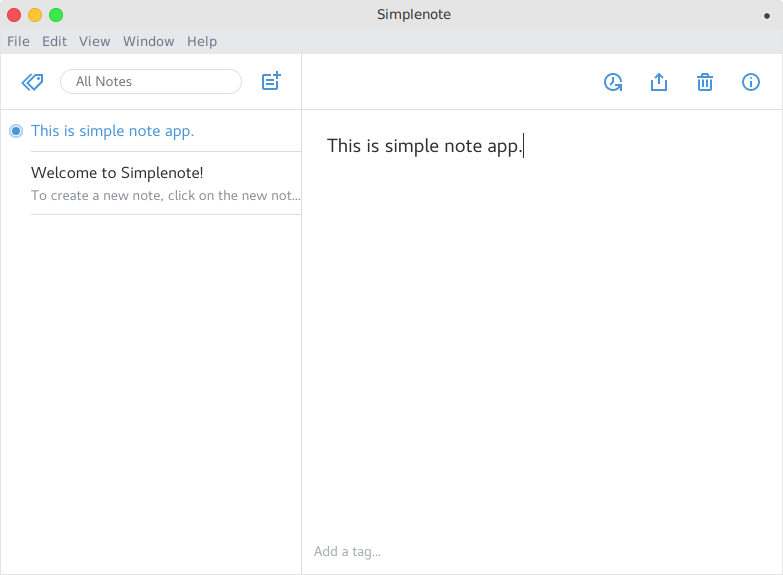 Simplenote
File Edit View Window Help
All Notes
This is simple note app.
Welcome to Simplenote!
To create a new note, click on the new not...
This is simple note app.
Add a tag...